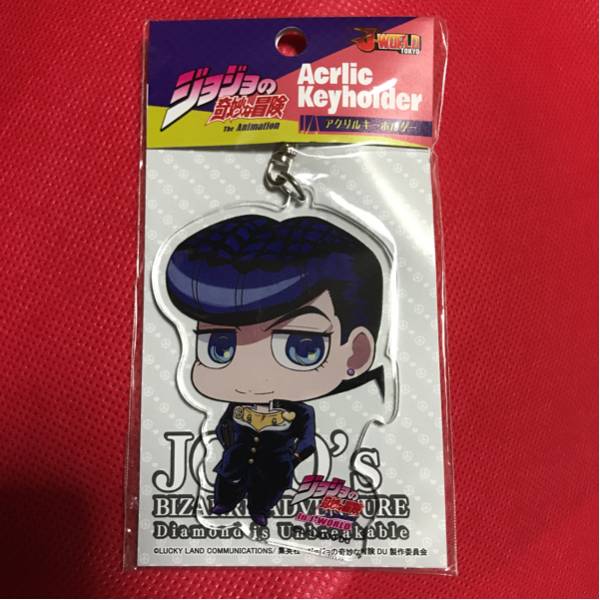 ジョジョの
奇妙な冒険
The Animation
J-WORLD
TOKYO
Acrlic
Keyholder
アクリルキーホルダー
JOJO's
BIZARRE ADVENTURE
Diamond is Unbreakable
ジョジョの
奇妙な冒険
in J-WORLD
©LUCKY LAND COMMUNICATIONS/集英社・ジョジョの奇妙な冒険 DU 製作委員会